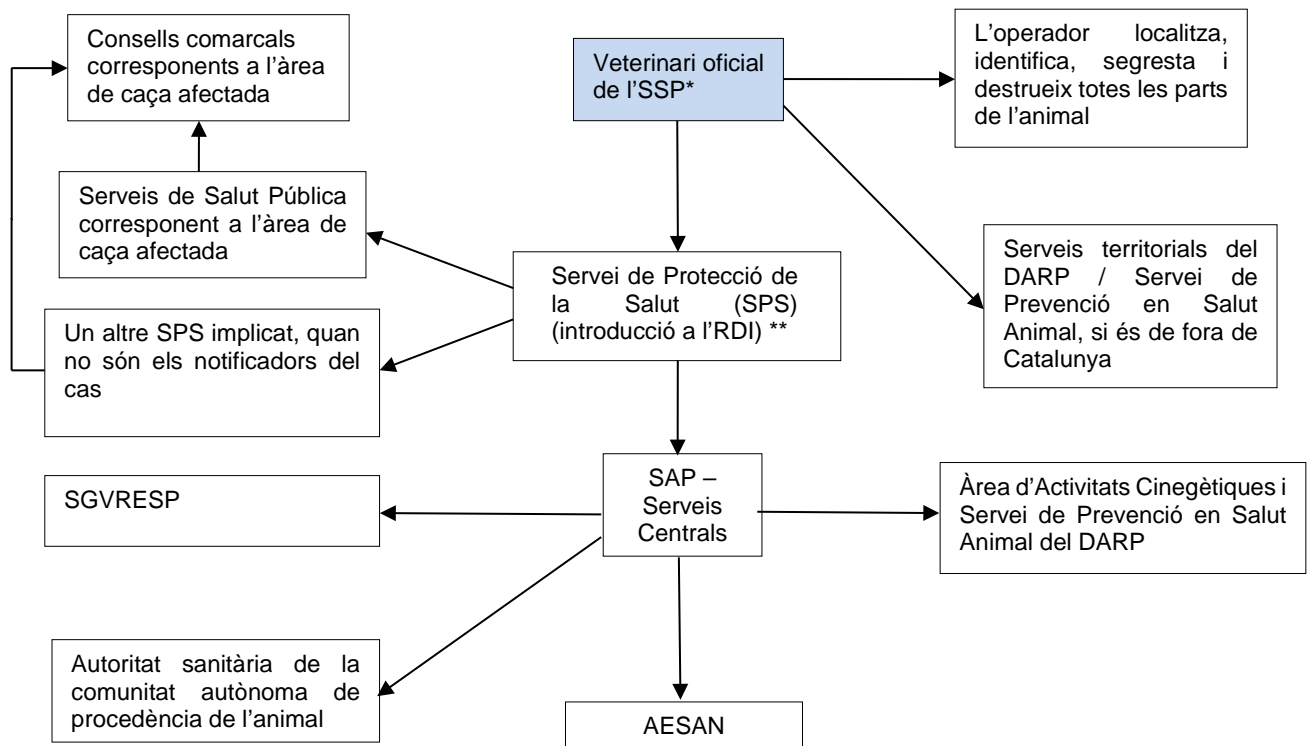 Consells comarcals
corresponents a l'àrea
de caça afectada
Veterinari oficial
de l'SSP*
L'operador localitza,
identifica, segresta i
destrueix totes les parts
de l'animal
Serveis de Salut Pública
corresponent a l'àrea de
caça afectada
Servei de Protecció de
la Salut (SPS)
(introducció a l'RDI) **
Serveis territorials del
DARP / Servei de
Prevenció en Salut
Animal, si és de fora de
Catalunya
Un altre SPS implicat, quan
no són els notificadors del
cas
SGVRESP
SAP –
Serveis
Centrals
Àrea d'Activitats Cinegètiques i
Servei de Prevenció en Salut
Animal del DARP
Autoritat sanitària de la
comunitat autònoma de
procedència de l'animal
AESAN